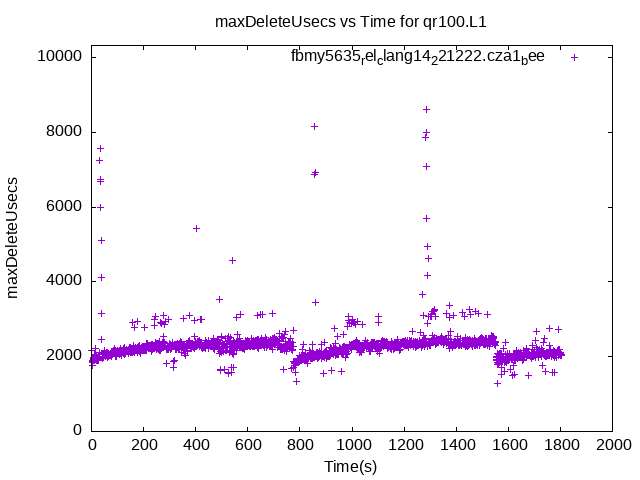 maxDeleteUsecs vs Time for qr100.L1
fbmy5635relclang14221222.cza1bee
10000
8000
6000
4000
2000
0
maxDeleteUsecs
0 200 400 600 800 1000 1200 1400 1600 1800 2000
Time(s)